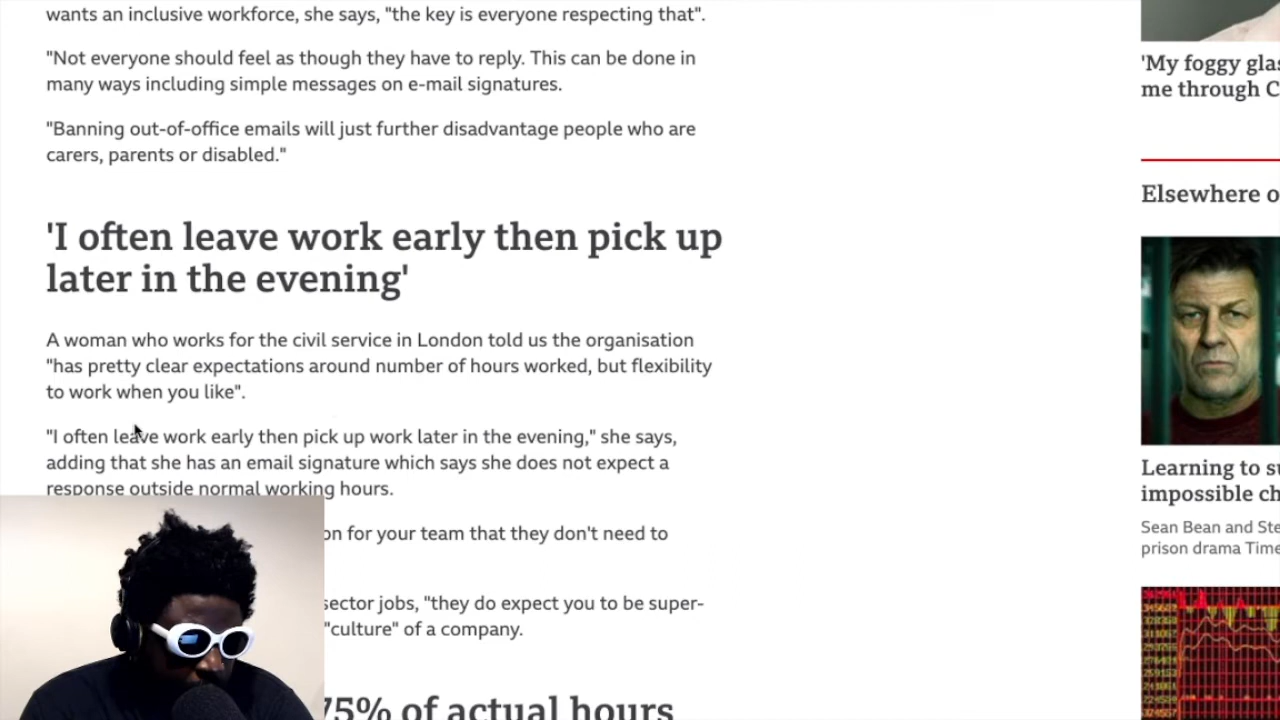 wants an inclusive workforce, she says, "the key is everyone respecting that".
"Not everyone should feel as though they have to reply. This can be done in
many ways including simple messages on e-mail signatures.
"Banning out-of-office emails will just further disadvantage people who are
carers, parents or disabled."
'I often leave work early then pick up
later in the evening'
A woman who works for the civil service in London told us the organisation
"has pretty clear expectations around number of hours worked, but flexibility
to work when you like".
"I often leave work early then pick up work later in the evening," she says,
adding that she has an email signature which says she does not expect a
response outside normal working hours.
on for your team that they don't need to
sector jobs, "they do expect you to be super-
"culture" of a company.
75% of actual hours
'My foggy glas
me through C
Elsewhere o
Learning to su
impossible ch
Sean Bean and Ste
prison drama Time